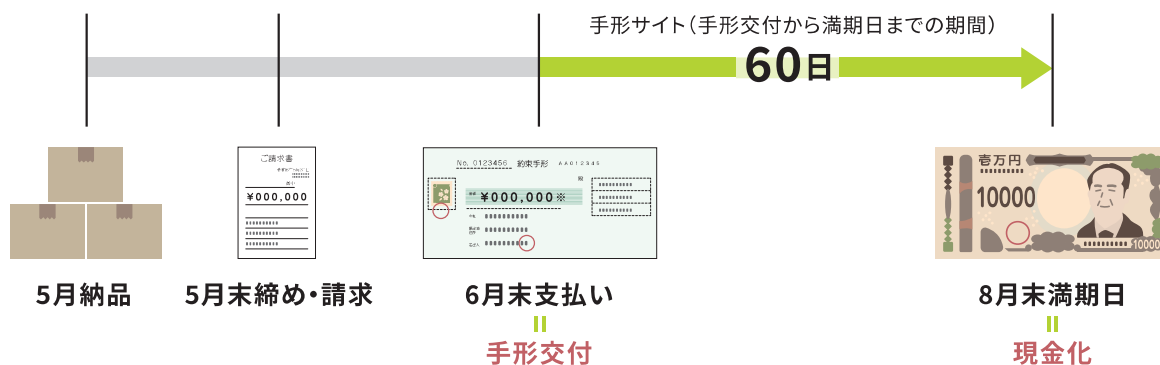 手形サイト（手形交付から満期日までの期間）
60日
ご請求書
¥000,000
No. 0123456 約束手形 AA012345
¥000,000※
壱万円
10000
10000
5月納品
5月末締め・請求
6月末支払い
手形交付
8月末満期日
現金化